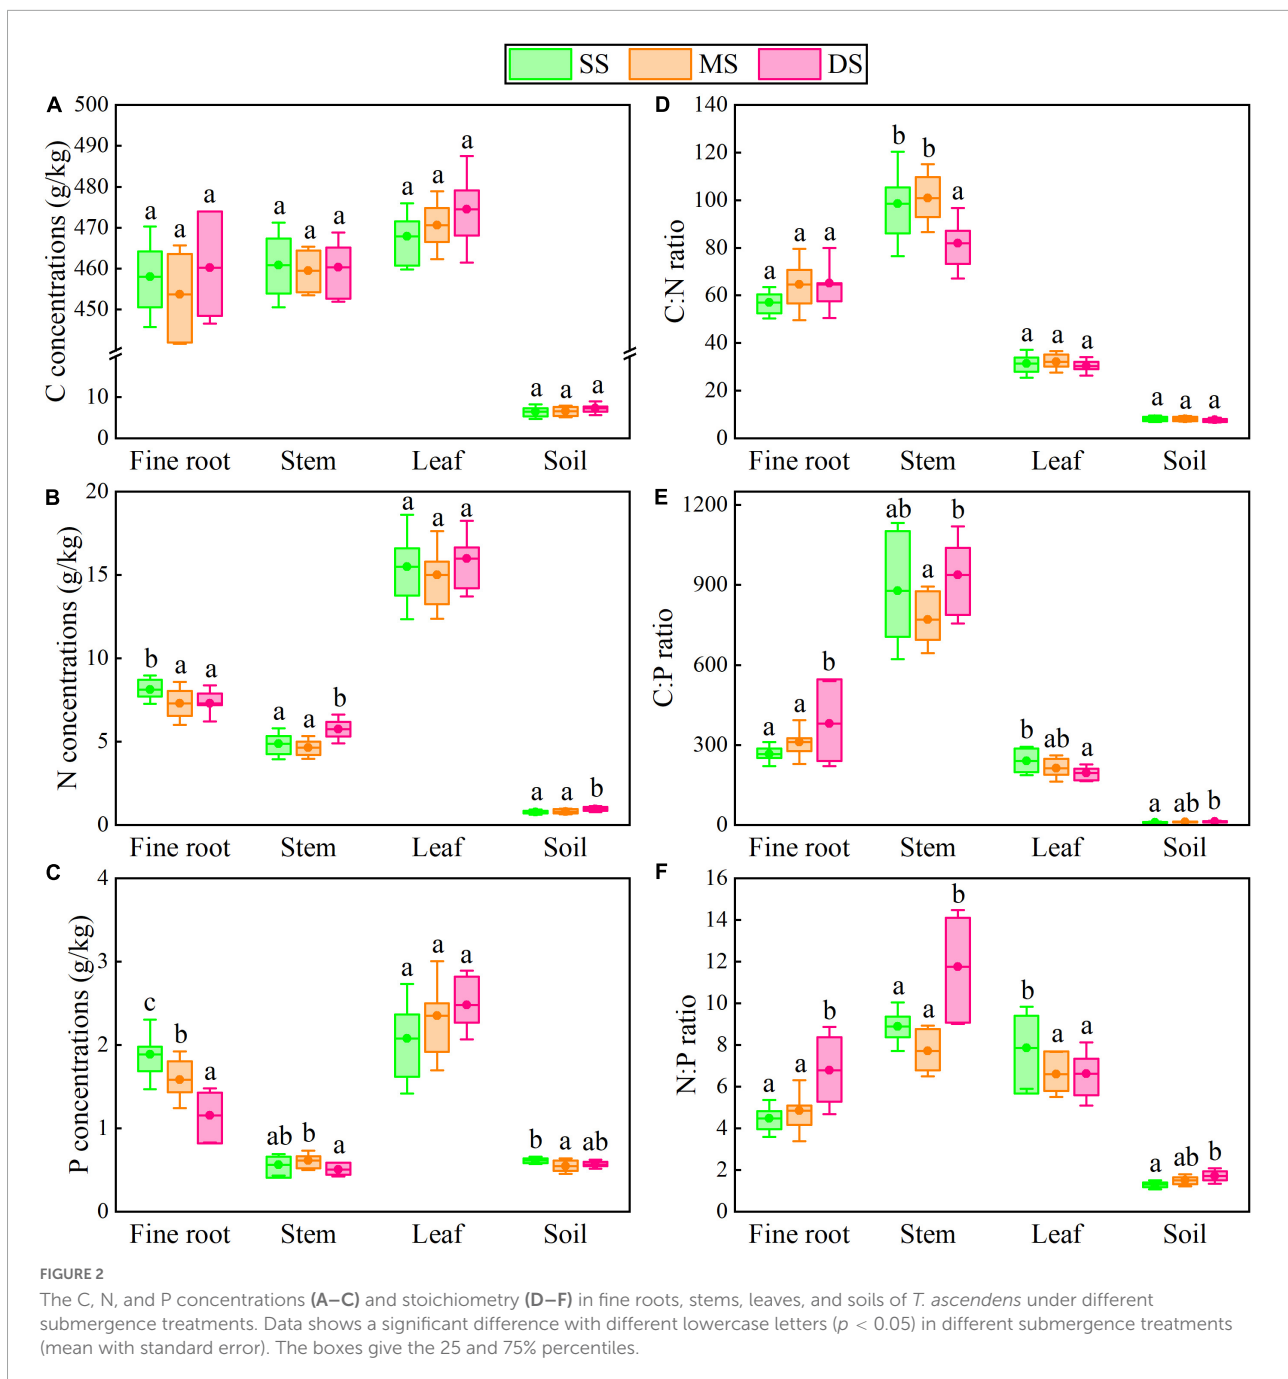 SS MS DS
A
C concentrations (g/kg)
500
490
480
470
460
450
10
0
a a a a a a a a a a a a
Fine root Stem Leaf Soil
D
C:N ratio
140
120
100
80
60
40
20
0
a a a b b a a a a a a a
Fine root Stem Leaf Soil
B
N concentrations (g/kg)
20
15
10
5
0
b a a a a b a a a a a b
Fine root Stem Leaf Soil
E
C:P ratio
1200
900
600
300
0
a a b ab a b b ab a a ab b
Fine root Stem Leaf Soil
C
P concentrations (g/kg)
4
3
2
1
0
c b a ab b a a a a b a ab
Fine root Stem Leaf Soil
F
N:P ratio
16
14
12
10
8
6
4
2
0
a a b a a b b a a a ab b
Fine root Stem Leaf Soil
FIGURE 2
The C, N, and P concentrations (A–C) and stoichiometry (D–F) in fine roots, stems, leaves, and soils of T. ascendens under different
submergence treatments. Data shows a significant difference with different lowercase letters (p < 0.05) in different submergence treatments
(mean with standard error). The boxes give the 25 and 75% percentiles.